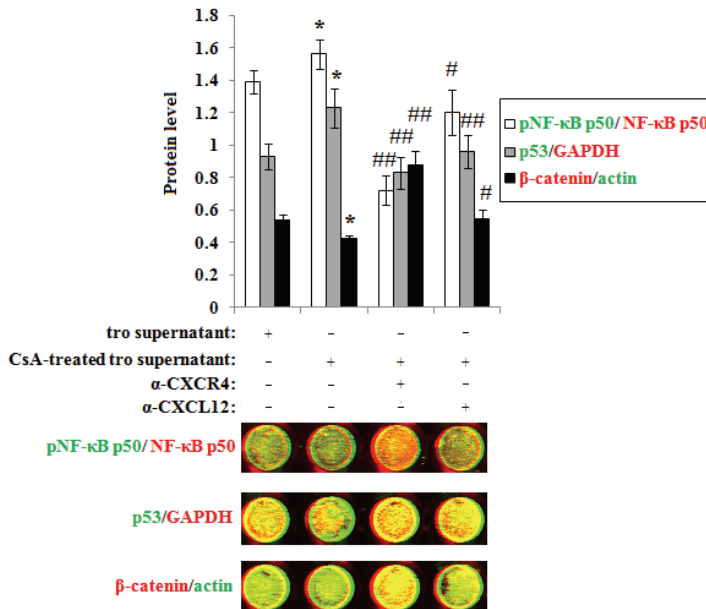 1.8
1.6
1.4
1.2
1
0.8
0.6
0.4
0.2
0
Protein level
* * *
## ## ##
# ## #
pNF-κB p50/ NF-κB p50
p53/GAPDH
β-catenin/actin
tro supernatant: + - - -
CsA-treated tro supernatant: - + + +
α-CXCR4: - - + -
α-CXCL12: - - - +
pNF-κB p50/ NF-κB p50
p53/GAPDH
β-catenin/actin